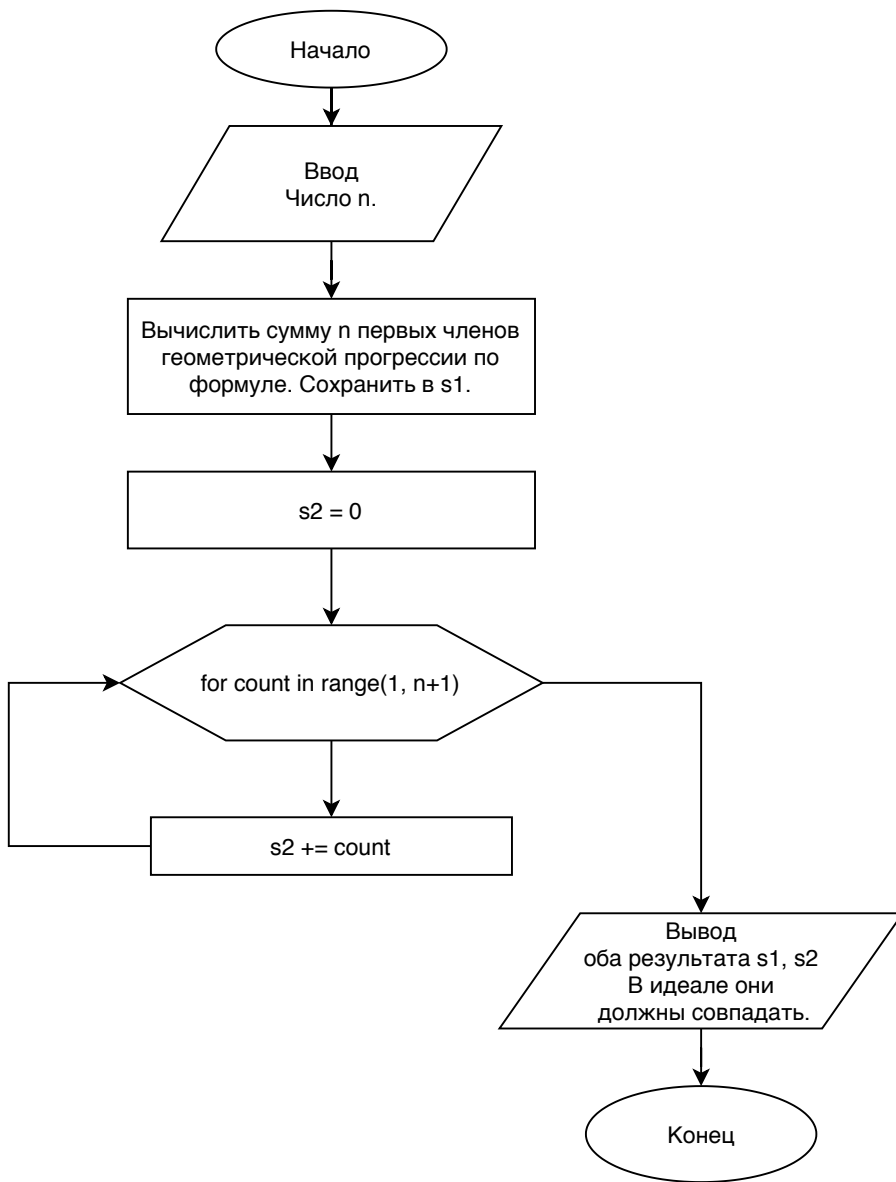 Начало
Ввод
Число n.
Вычислить сумму n первых членов
геометрической прогрессии по
формуле. Сохранить в s1.
s2 = 0
for count in range(1, n+1)
s2 += count
Вывод
оба результата s1, s2
В идеале они
должны совпадать.
Конец